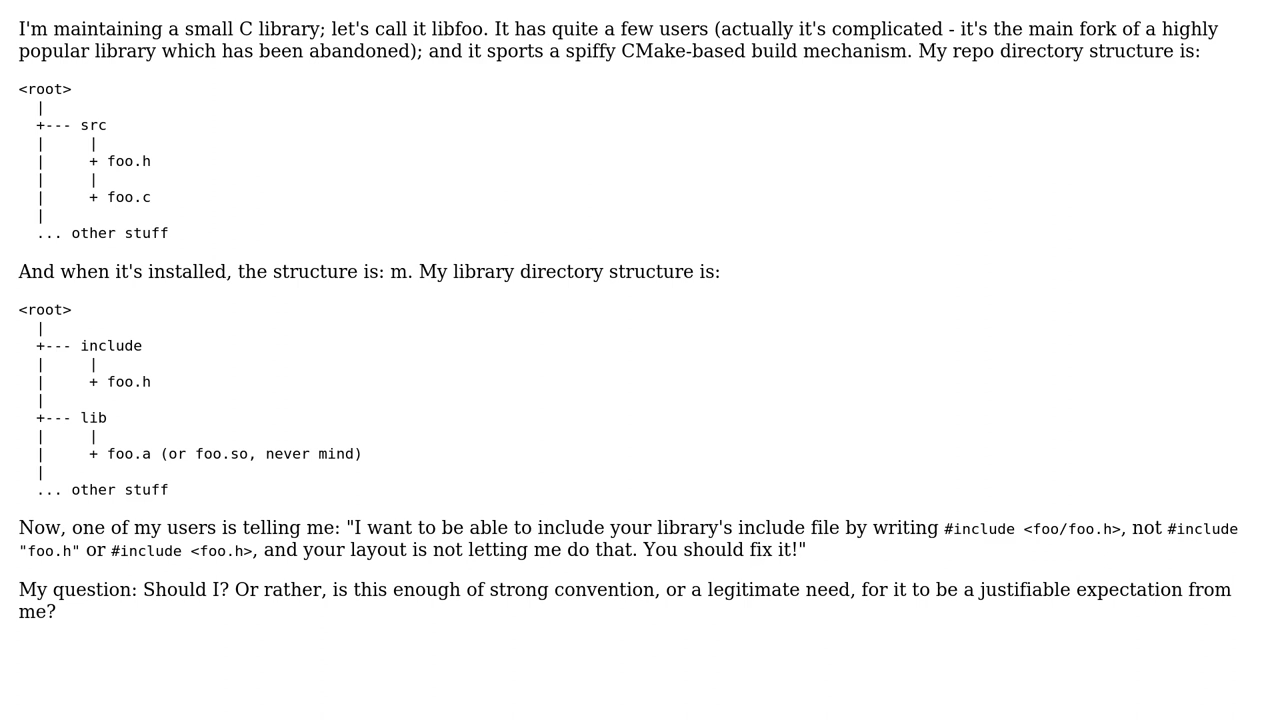 I'm maintaining a small C library; let's call it libfoo. It has quite a few users (actually it's complicated - it's the main fork of a highly
popular library which has been abandoned); and it sports a spiffy CMake-based build mechanism. My repo directory structure is:
<root>
  |
  +--- src
  |     |
  |     + foo.h
  |     |
  |     + foo.c
  |
  ... other stuff
And when it's installed, the structure is: m. My library directory structure is:
<root>
  |
  +--- include
  |     |
  |     + foo.h
  |
  +--- lib
  |     |
  |     + foo.a (or foo.so, never mind)
  |
  ... other stuff
Now, one of my users is telling me: "I want to be able to include your library's include file by writing #include <foo/foo.h>, not #include
"foo.h" or #include <foo.h>, and your layout is not letting me do that. You should fix it!"
My question: Should I? Or rather, is this enough of strong convention, or a legitimate need, for it to be a justifiable expectation from
me?